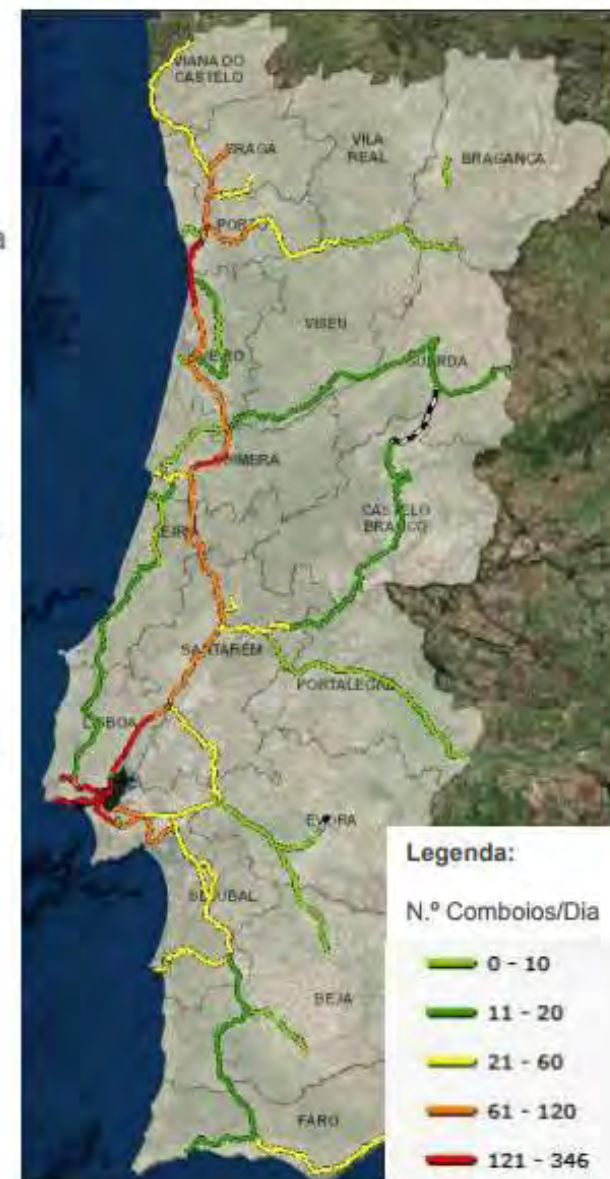 VIANA DO
CASTELO
BRAGA
VILA
REAL
BRAGANÇA
PORTO
a
VISEU
GUARDA
CASTELO
BRANCO
SANTARÉM
PORTALEGRE
LISBOA
ÉVORA
SETÚBAL
BEJA
FARO
Legenda:
N.º Comboios/Dia
0 - 10
11 - 20
21 - 60
61 - 120
121 - 346